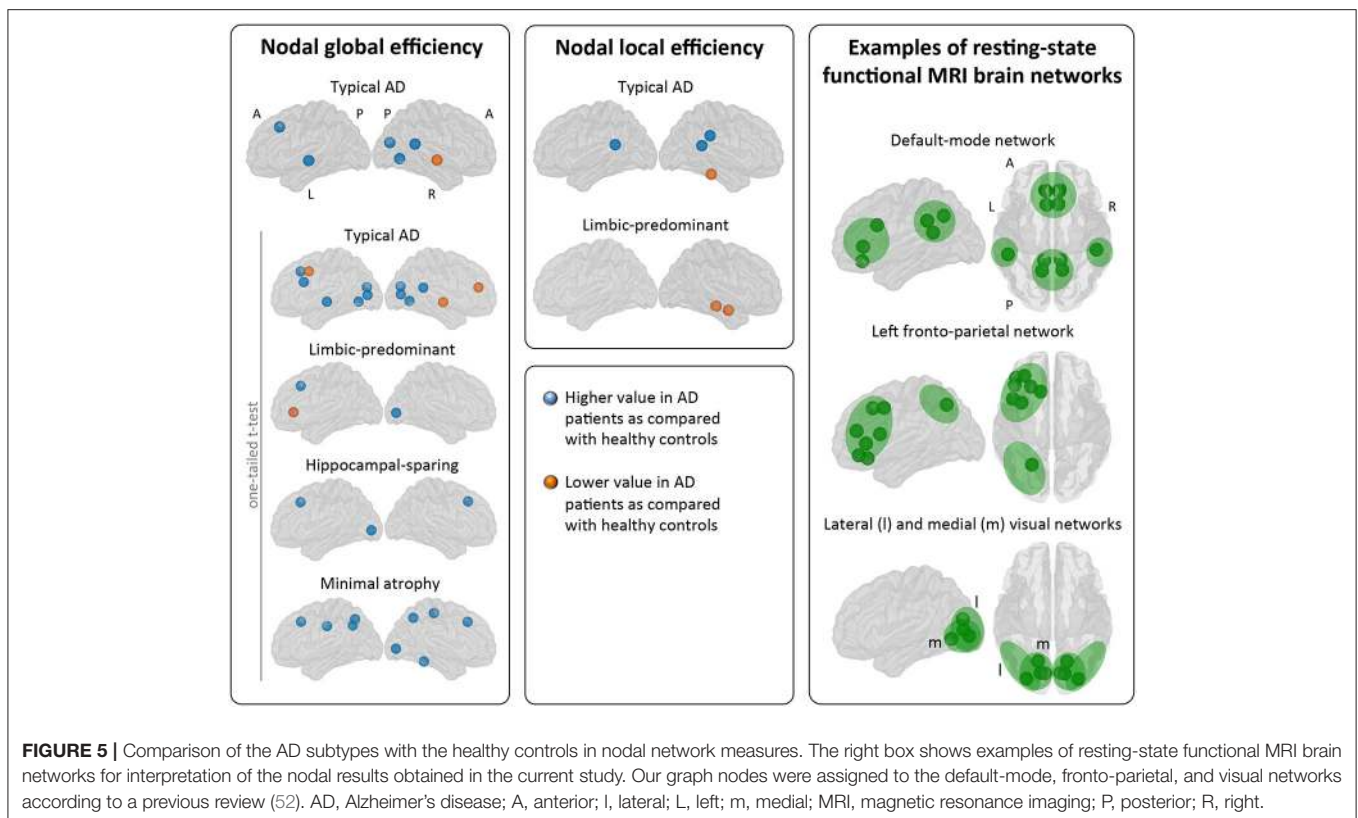 Nodal global efficiency
Typical AD
A
P
P
A
L
R
one-tailed t-test
Typical AD
Limbic-predominant
Hippocampal-sparing
Minimal atrophy
Nodal local efficiency
Typical AD
Limbic-predominant
Higher value in AD
patients as compared
with healthy controls
Lower value in AD
patients as compared
with healthy controls
Examples of resting-state
functional MRI brain
networks
Default-mode network
A
L
R
P
Left fronto-parietal network
Lateral (l) and medial (m) visual networks
l
m
m
l
FIGURE 5 | Comparison of the AD subtypes with the healthy controls in nodal network measures. The right box shows examples of resting-state functional MRI brain
networks for interpretation of the nodal results obtained in the current study. Our graph nodes were assigned to the default-mode, fronto-parietal, and visual networks
according to a previous review (52). AD, Alzheimer's disease; A, anterior; l, lateral; L, left; m, medial; MRI, magnetic resonance imaging; P, posterior; R, right.